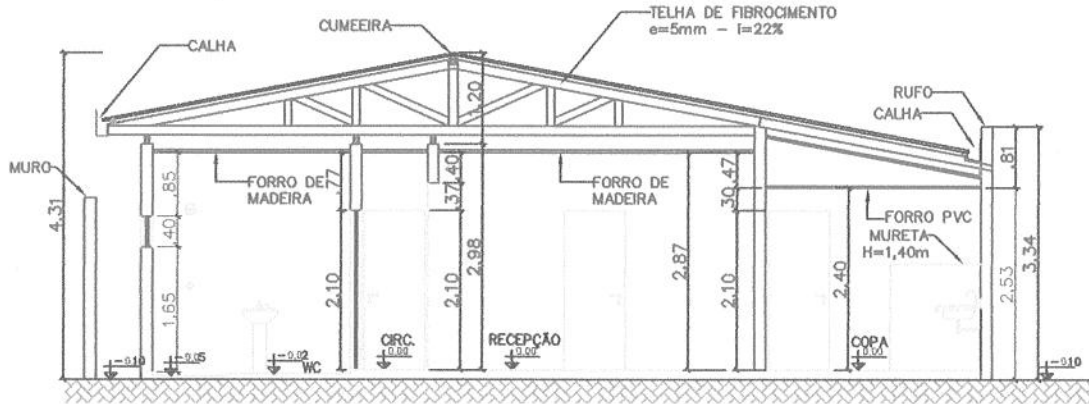 TELHA DE FIBROCIMENTO
e=5mm - i=22%
CUMEEIRA
CALHA
RUFO
CALHA
MURO
4.31
.85
.40
1.65
FORRO DE
MADEIRA
.77
2.10
.37
.40
2.10
1.20
2.98
FORRO DE
MADEIRA
2.87
.47
.30
2.10
FORRO PVC
MURETA
H=1,40m
2.40
.81
2.53
3.34
-0.10
-0.05
-0.02
WC
CIRC.
0.00
RECEPÇÃO
0.00
COPA
0.00
-0.10